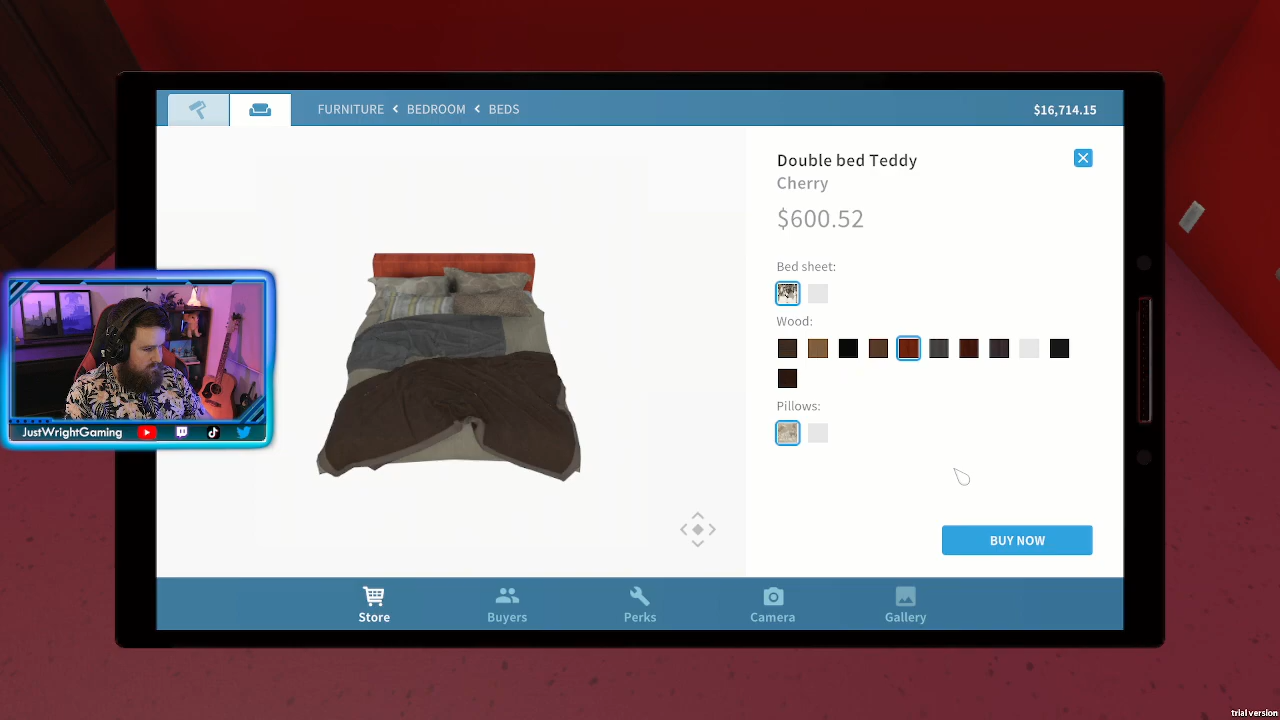 FURNITURE < BEDROOM < BEDS
$16,714.15
Double bed Teddy
Cherry
$600.52
Bed sheet:
Wood:
Pillows:
BUY NOW
Store
Buyers
Perks
Camera
Gallery
JustWrightGaming
trial version